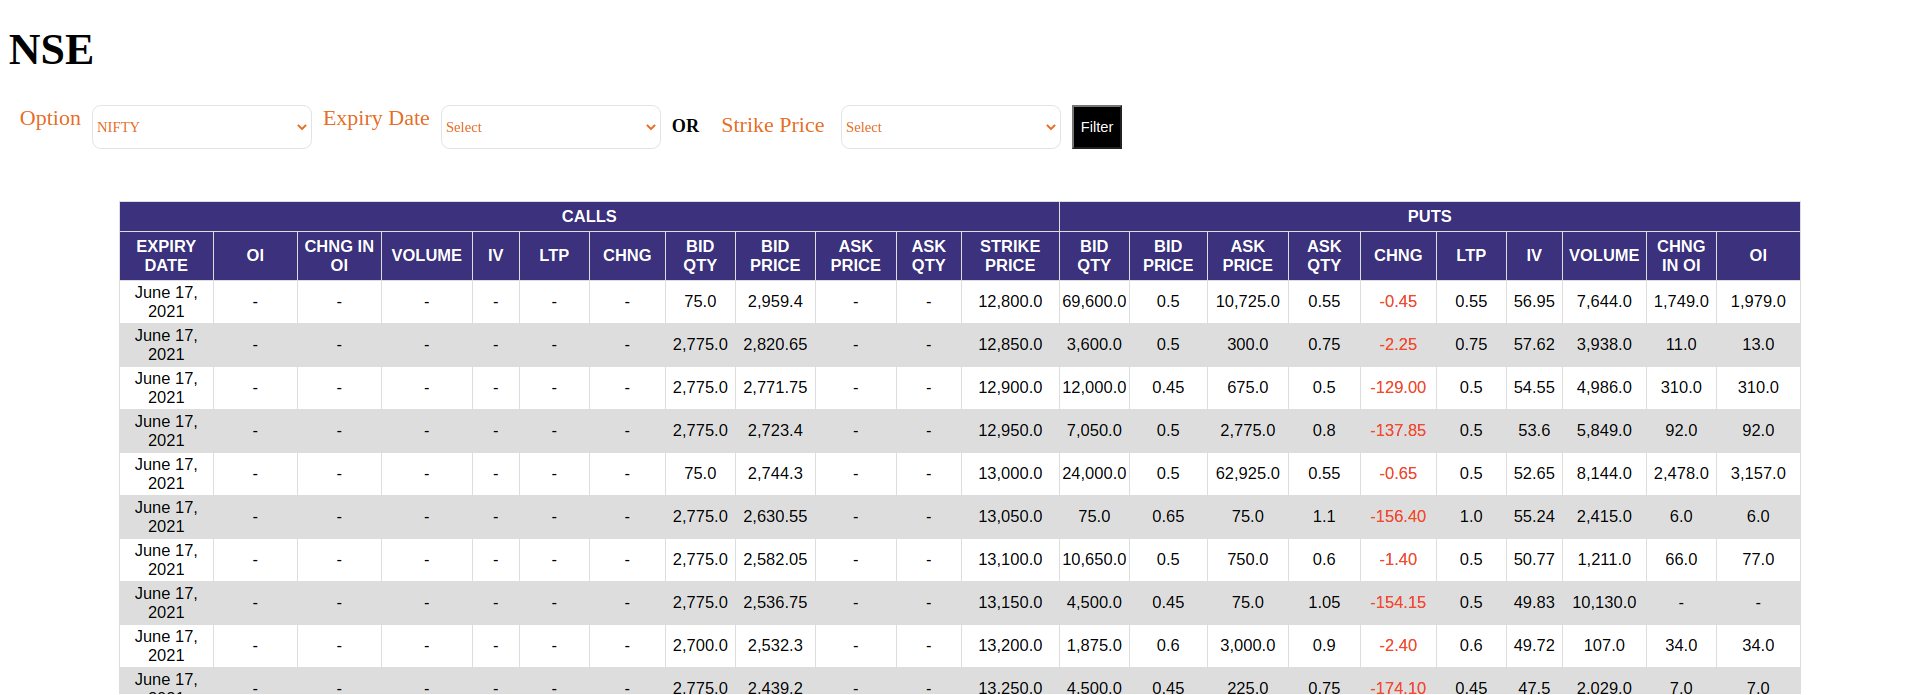 NSE
Option NIFTY Expiry Date Select OR Strike Price Select Filter
CALLS PUTS
EXPIRY DATE OI CHNG IN OI VOLUME IV LTP CHNG BID QTY BID PRICE ASK PRICE ASK QTY STRIKE PRICE BID QTY BID PRICE ASK PRICE ASK QTY CHNG LTP IV VOLUME CHNG IN OI OI
June 17, 2021 - - - - - - 75.0 2,959.4 - - 12,800.0 69,600.0 0.5 10,725.0 0.55 -0.45 0.55 56.95 7,644.0 1,749.0 1,979.0
June 17, 2021 - - - - - - 2,775.0 2,820.65 - - 12,850.0 3,600.0 0.5 300.0 0.75 -2.25 0.75 57.62 3,938.0 11.0 13.0
June 17, 2021 - - - - - - 2,775.0 2,771.75 - - 12,900.0 12,000.0 0.45 675.0 0.5 -129.00 0.5 54.55 4,986.0 310.0 310.0
June 17, 2021 - - - - - - 2,775.0 2,723.4 - - 12,950.0 7,050.0 0.5 2,775.0 0.8 -137.85 0.5 53.6 5,849.0 92.0 92.0
June 17, 2021 - - - - - - 75.0 2,744.3 - - 13,000.0 24,000.0 0.5 62,925.0 0.55 -0.65 0.5 52.65 8,144.0 2,478.0 3,157.0
June 17, 2021 - - - - - - 2,775.0 2,630.55 - - 13,050.0 75.0 0.65 75.0 1.1 -156.40 1.0 55.24 2,415.0 6.0 6.0
June 17, 2021 - - - - - - 2,775.0 2,582.05 - - 13,100.0 10,650.0 0.5 750.0 0.6 -1.40 0.5 50.77 1,211.0 66.0 77.0
June 17, 2021 - - - - - - 2,775.0 2,536.75 - - 13,150.0 4,500.0 0.45 75.0 1.05 -154.15 0.5 49.83 10,130.0 - -
June 17, 2021 - - - - - - 2,700.0 2,532.3 - - 13,200.0 1,875.0 0.6 3,000.0 0.9 -2.40 0.6 49.72 107.0 34.0 34.0
June 17, 2021 - - - - - - 2,775.0 2,439.2 - - 13,250.0 4,500.0 0.45 225.0 0.75 -174.10 0.45 47.5 2,029.0 7.0 7.0